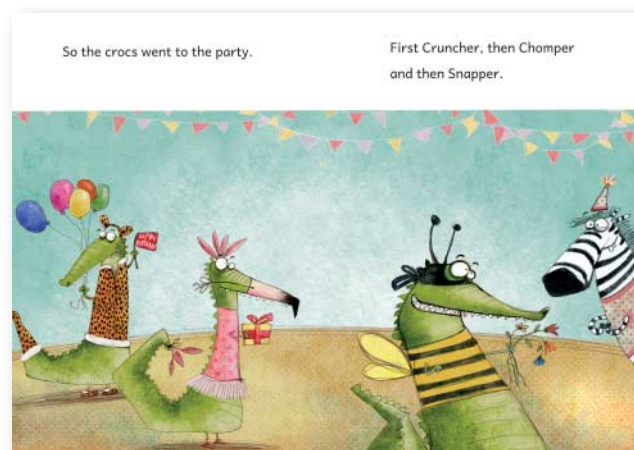 So the crocs went to the party.
First Cruncher, then Chomper
and then Snapper.